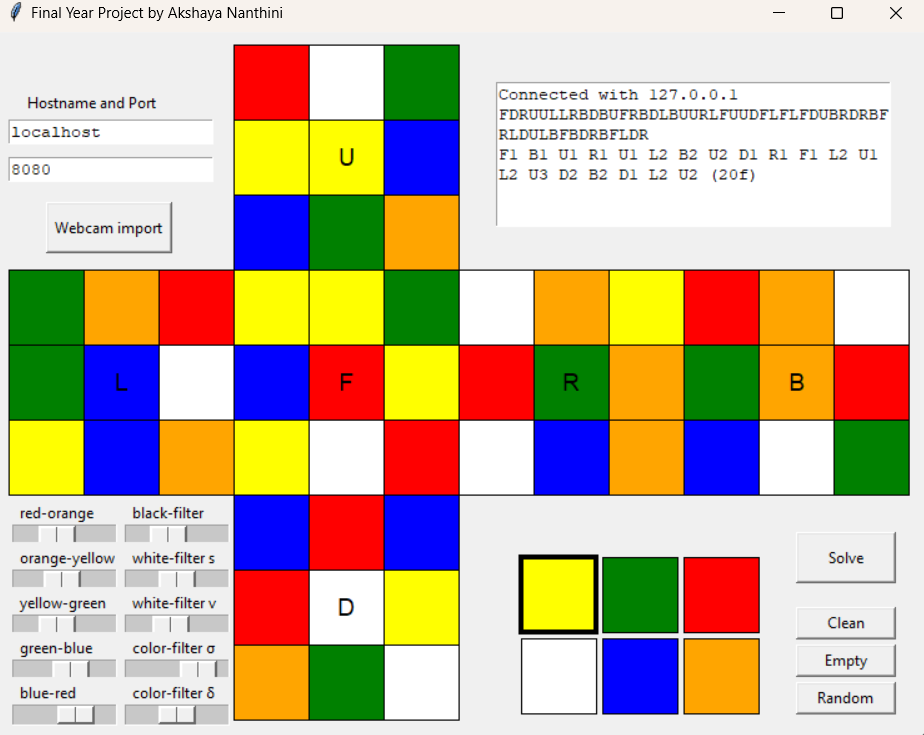 Final Year Project by Akshaya Nanthini
Hostname and Port
localhost
8080
Webcam import
Connected with 127.0.0.1
FDRUULLRBDBUFRBDLBUURLFUUDFLFLFDUBRDRBF
RLDULBFBDRBFLDR
F1 B1 U1 R1 U1 L2 B2 U2 D1 R1 F1 L2 U1
L2 U3 D2 B2 D1 L2 U2 (20f)
U
L
F
R
B
D
red-orange
black-filter
orange-yellow
white-filter s
yellow-green
white-filter v
green-blue
color-filter σ
blue-red
color-filter δ
Solve
Clean
Empty
Random